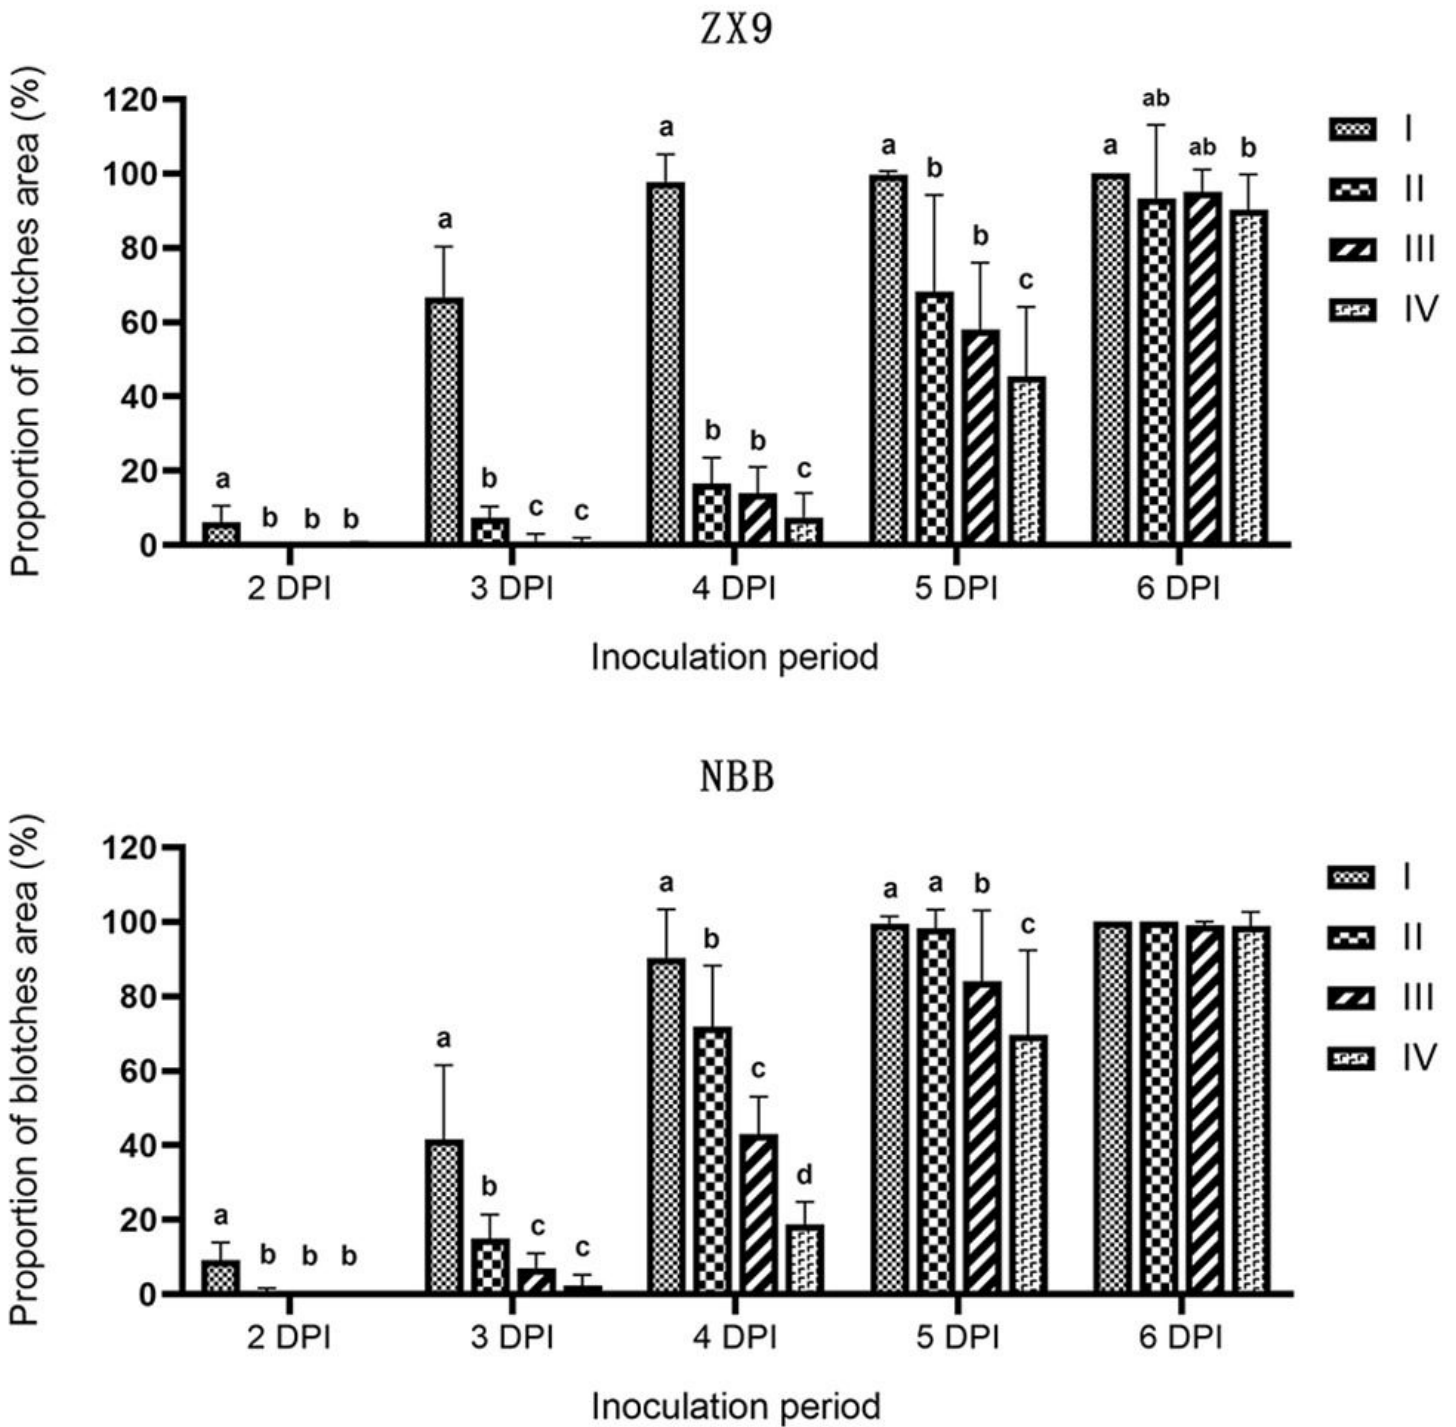 ZX9
Proportion of blotches area (%)
120
100
80
60
40
20
0
a b b b
a b c c
a b b c
a b b c
a ab ab b
2 DPI 3 DPI 4 DPI 5 DPI 6 DPI
Inoculation period
I
II
III
IV
NBB
Proportion of blotches area (%)
120
100
80
60
40
20
0
a b b b
a b c c
a b c d
a a b c
2 DPI 3 DPI 4 DPI 5 DPI 6 DPI
Inoculation period
I
II
III
IV